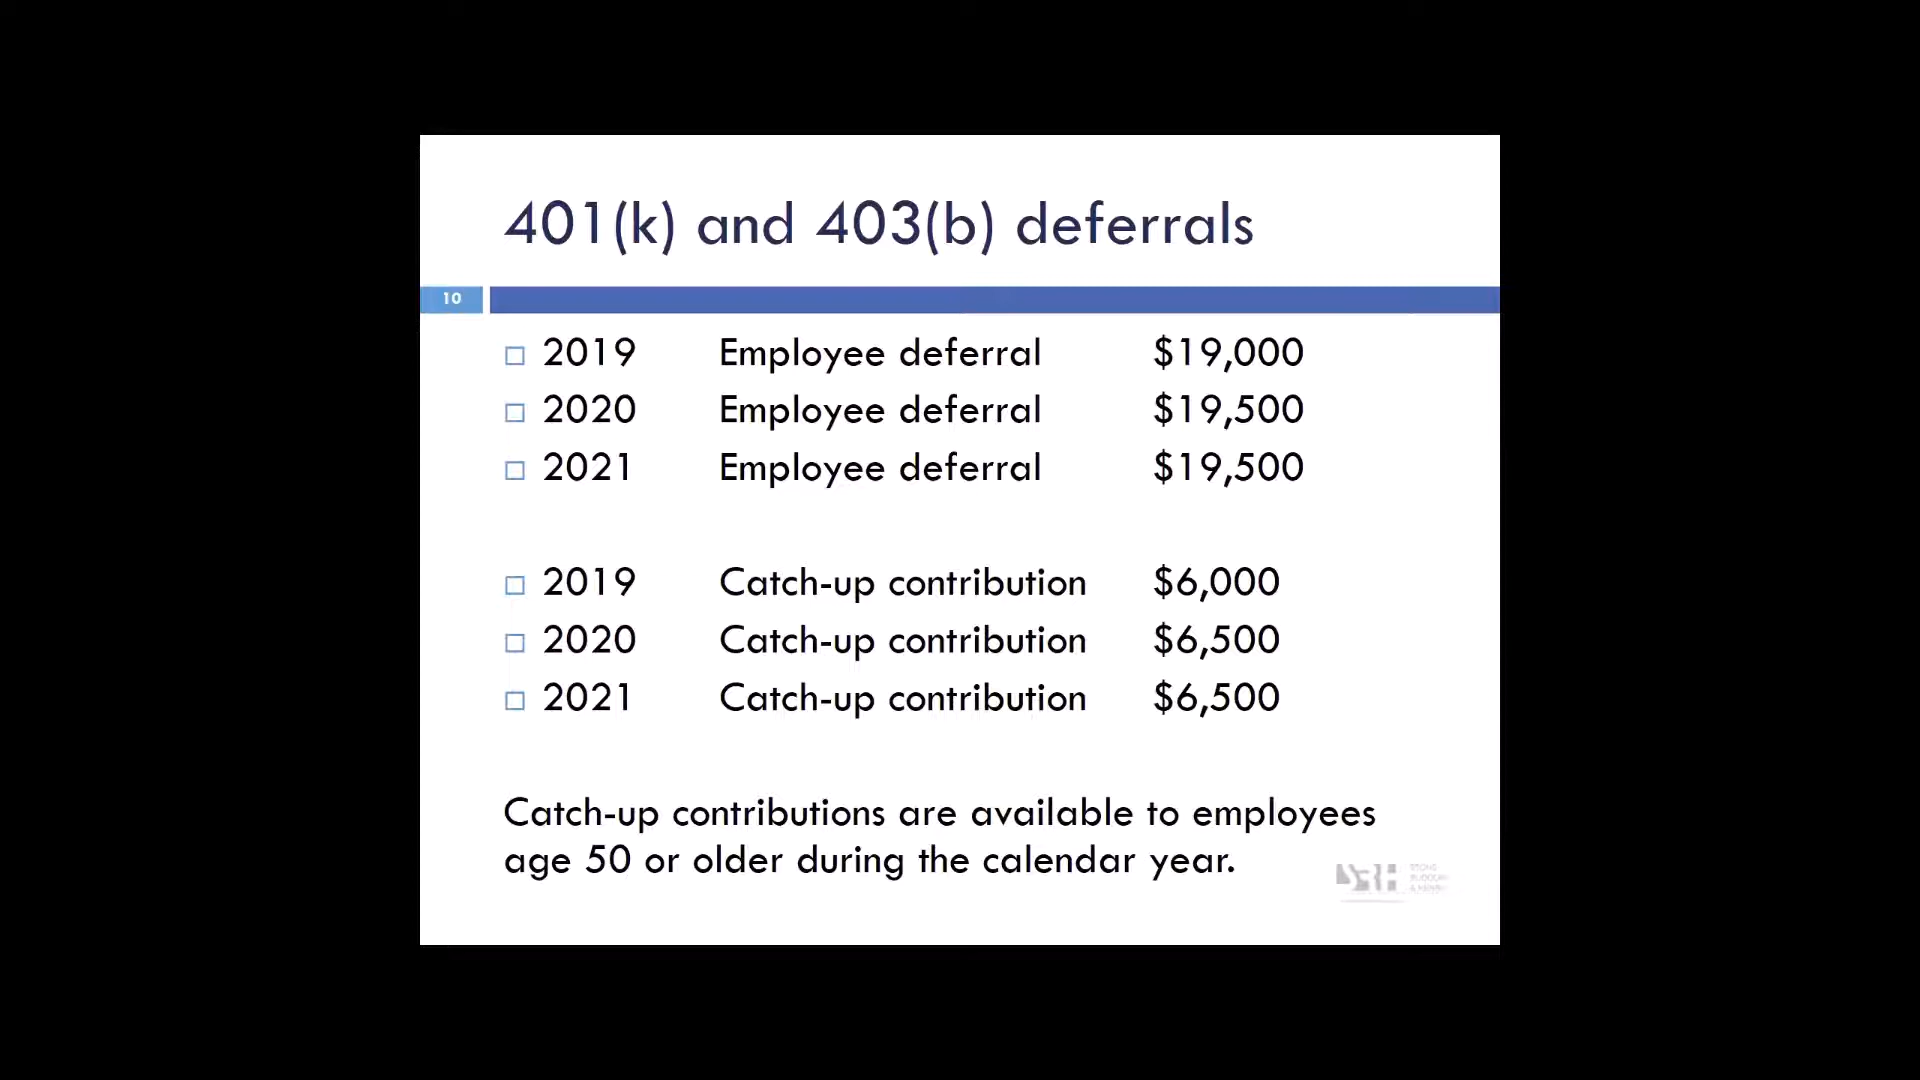 401(k) and 403(b) deferrals
10
2019 Employee deferral $19,000
2020 Employee deferral $19,500
2021 Employee deferral $19,500
2019 Catch-up contribution $6,000
2020 Catch-up contribution $6,500
2021 Catch-up contribution $6,500
Catch-up contributions are available to employees
age 50 or older during the calendar year.